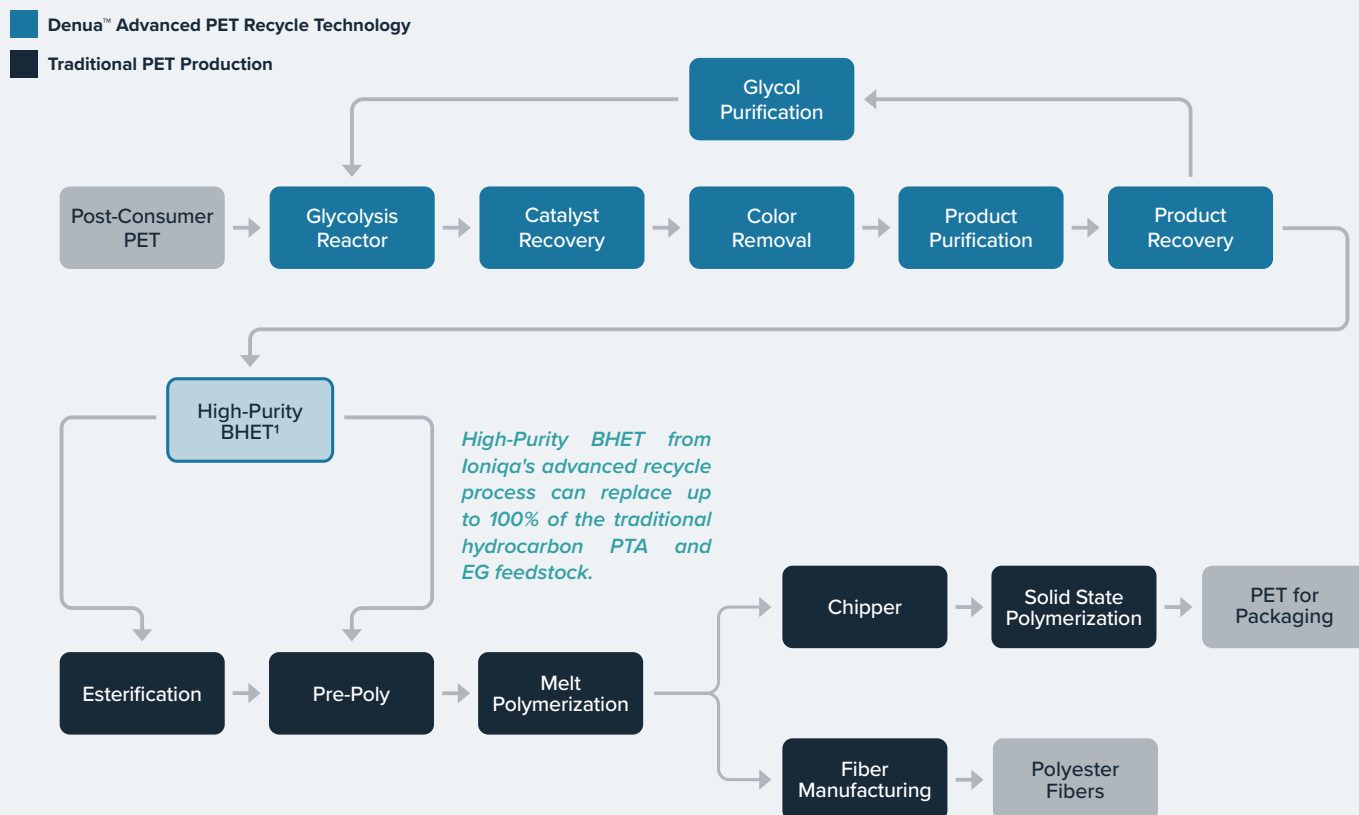 Denua™ Advanced PET Recycle Technology
Traditional PET Production
Glycol
Purification
Post-Consumer
PET
Glycolysis
Reactor
Catalyst
Recovery
Color
Removal
Product
Purification
Product
Recovery
High-Purity
BHET¹
High-Purity BHET from
Ioniqa's advanced recycle
process can replace up
to 100% of the traditional
hydrocarbon PTA and
EG feedstock.
Chipper
Solid State
Polymerization
PET for
Packaging
Esterification
Pre-Poly
Melt
Polymerization
Fiber
Manufacturing
Polyester
Fibers